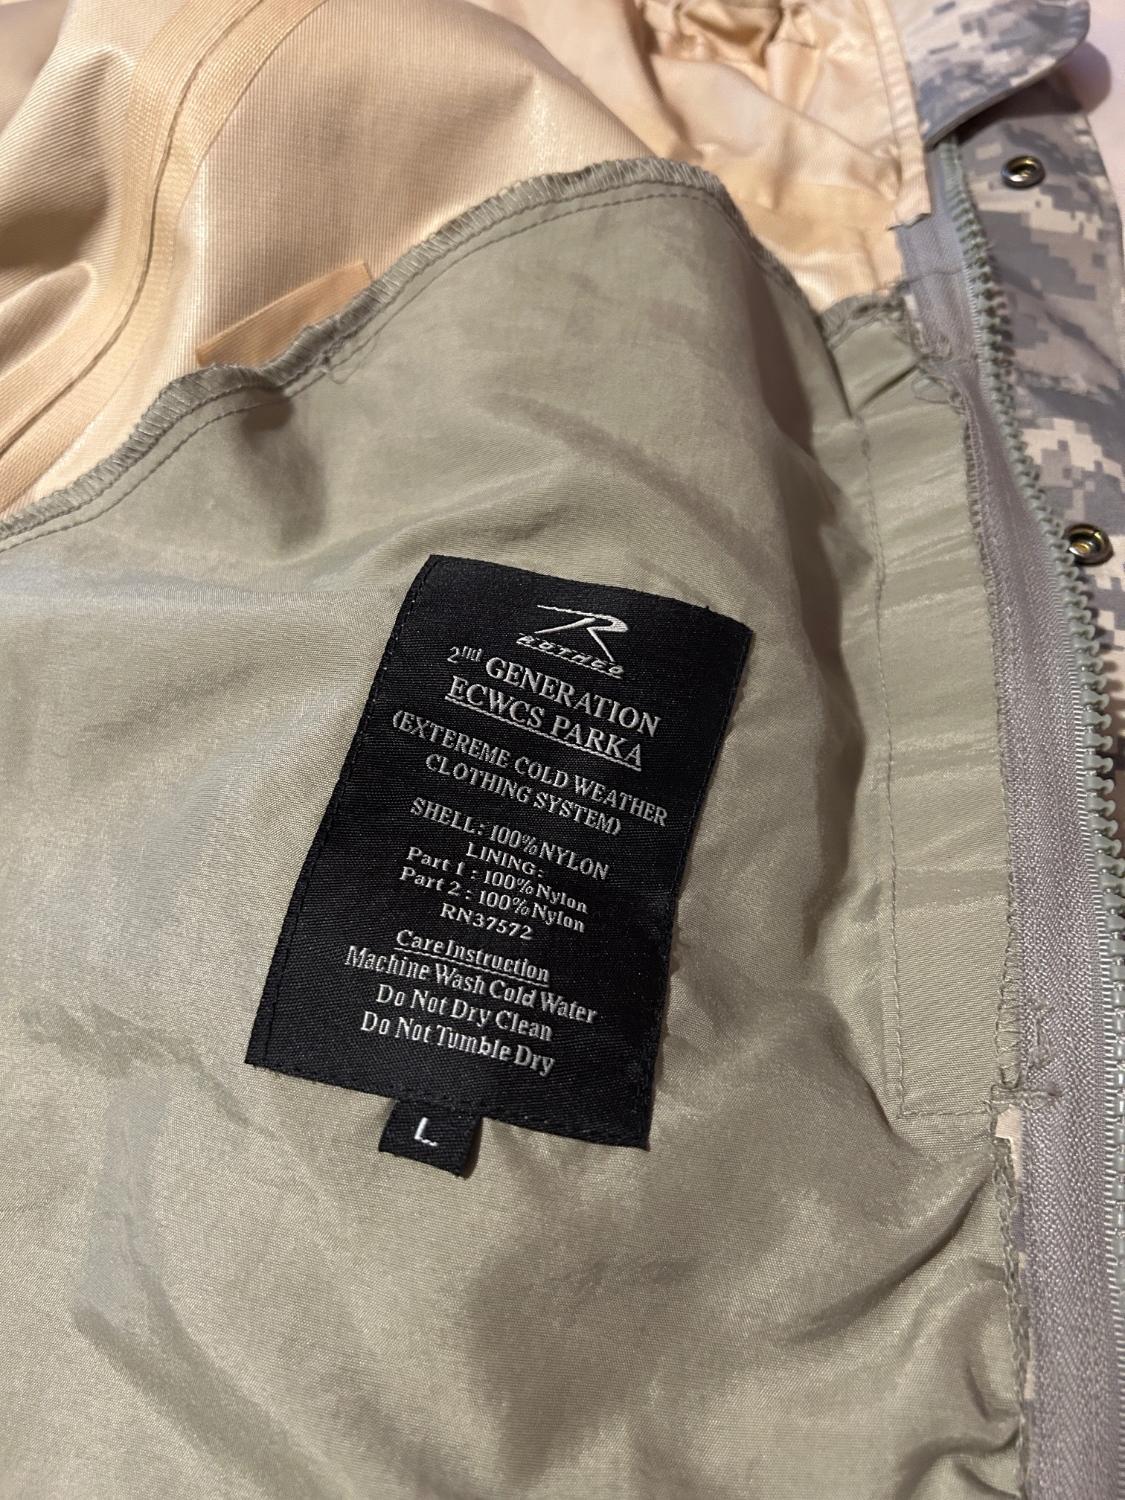 R
ROTHCO
2nd GENERATION
ECWCS PARKA
(EXTEREME COLD WEATHER
CLOTHING SYSTEM)
SHELL: 100% NYLON
LINING:
Part 1 : 100% Nylon
Part 2 : 100% Nylon
RN37572
Care Instruction
Machine Wash Cold Water
Do Not Dry Clean
Do Not Tumble Dry
L